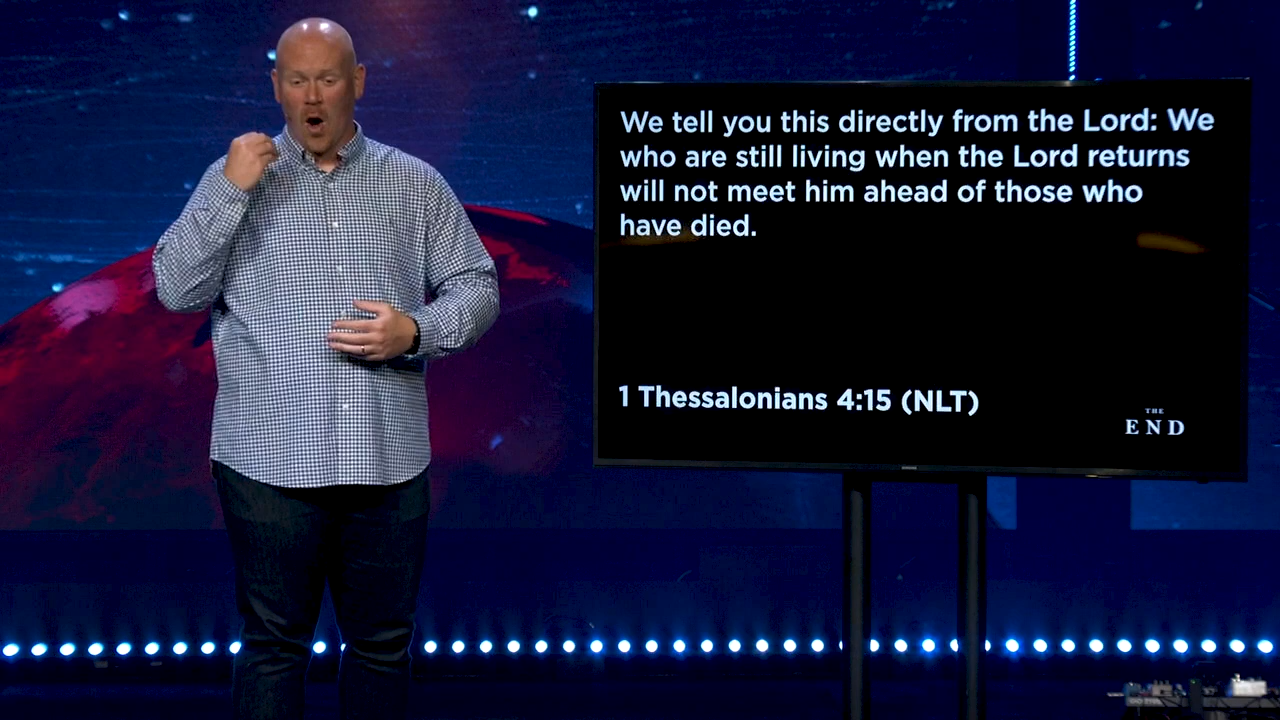 We tell you this directly from the Lord: We
who are still living when the Lord returns
will not meet him ahead of those who
have died.
1 Thessalonians 4:15 (NLT)
THE
END
SAMSUNG